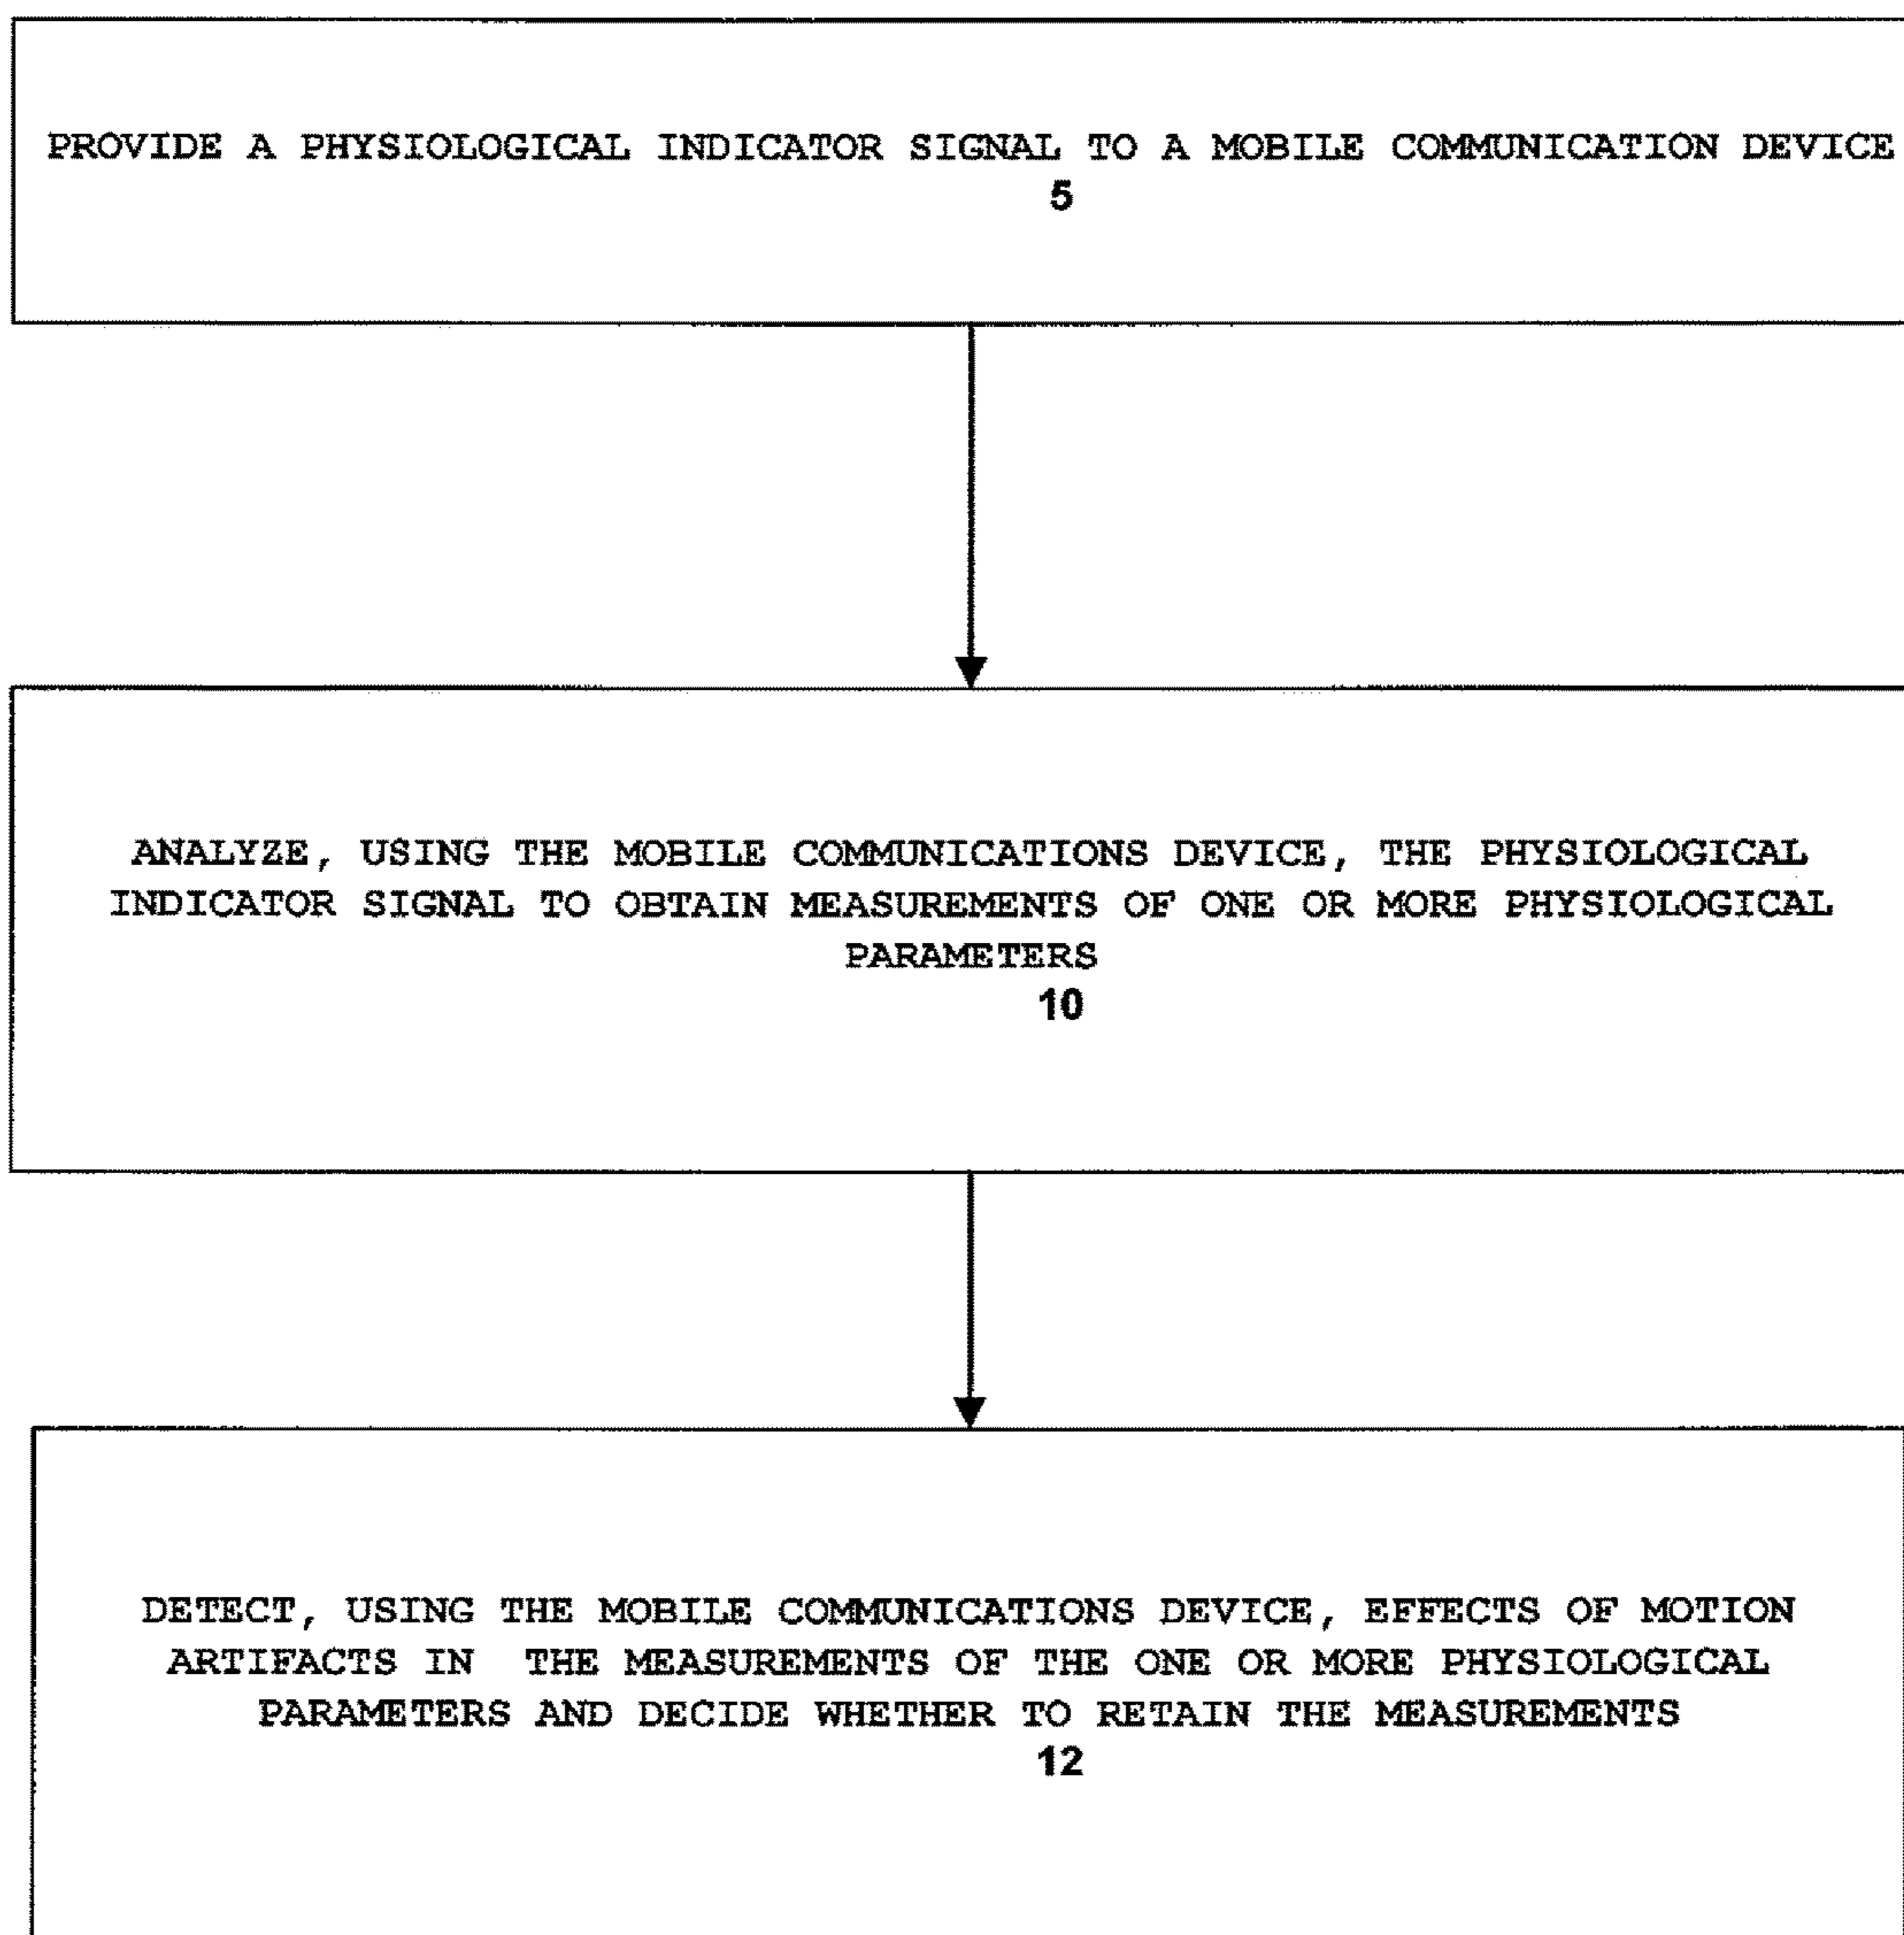 PROVIDE A PHYSIOLOGICAL INDICATOR SIGNAL TO A MOBILE COMMUNICATION DEVICE
5
ANALYZE, USING THE MOBILE COMMUNICATIONS DEVICE, THE PHYSIOLOGICAL
INDICATOR SIGNAL TO OBTAIN MEASUREMENTS OF ONE OR MORE PHYSIOLOGICAL
PARAMETERS
10
DETECT, USING THE MOBILE COMMUNICATIONS DEVICE, EFFECTS OF MOTION
ARTIFACTS IN THE MEASUREMENTS OF THE ONE OR MORE PHYSIOLOGICAL
PARAMETERS AND DECIDE WHETHER TO RETAIN THE MEASUREMENTS
12